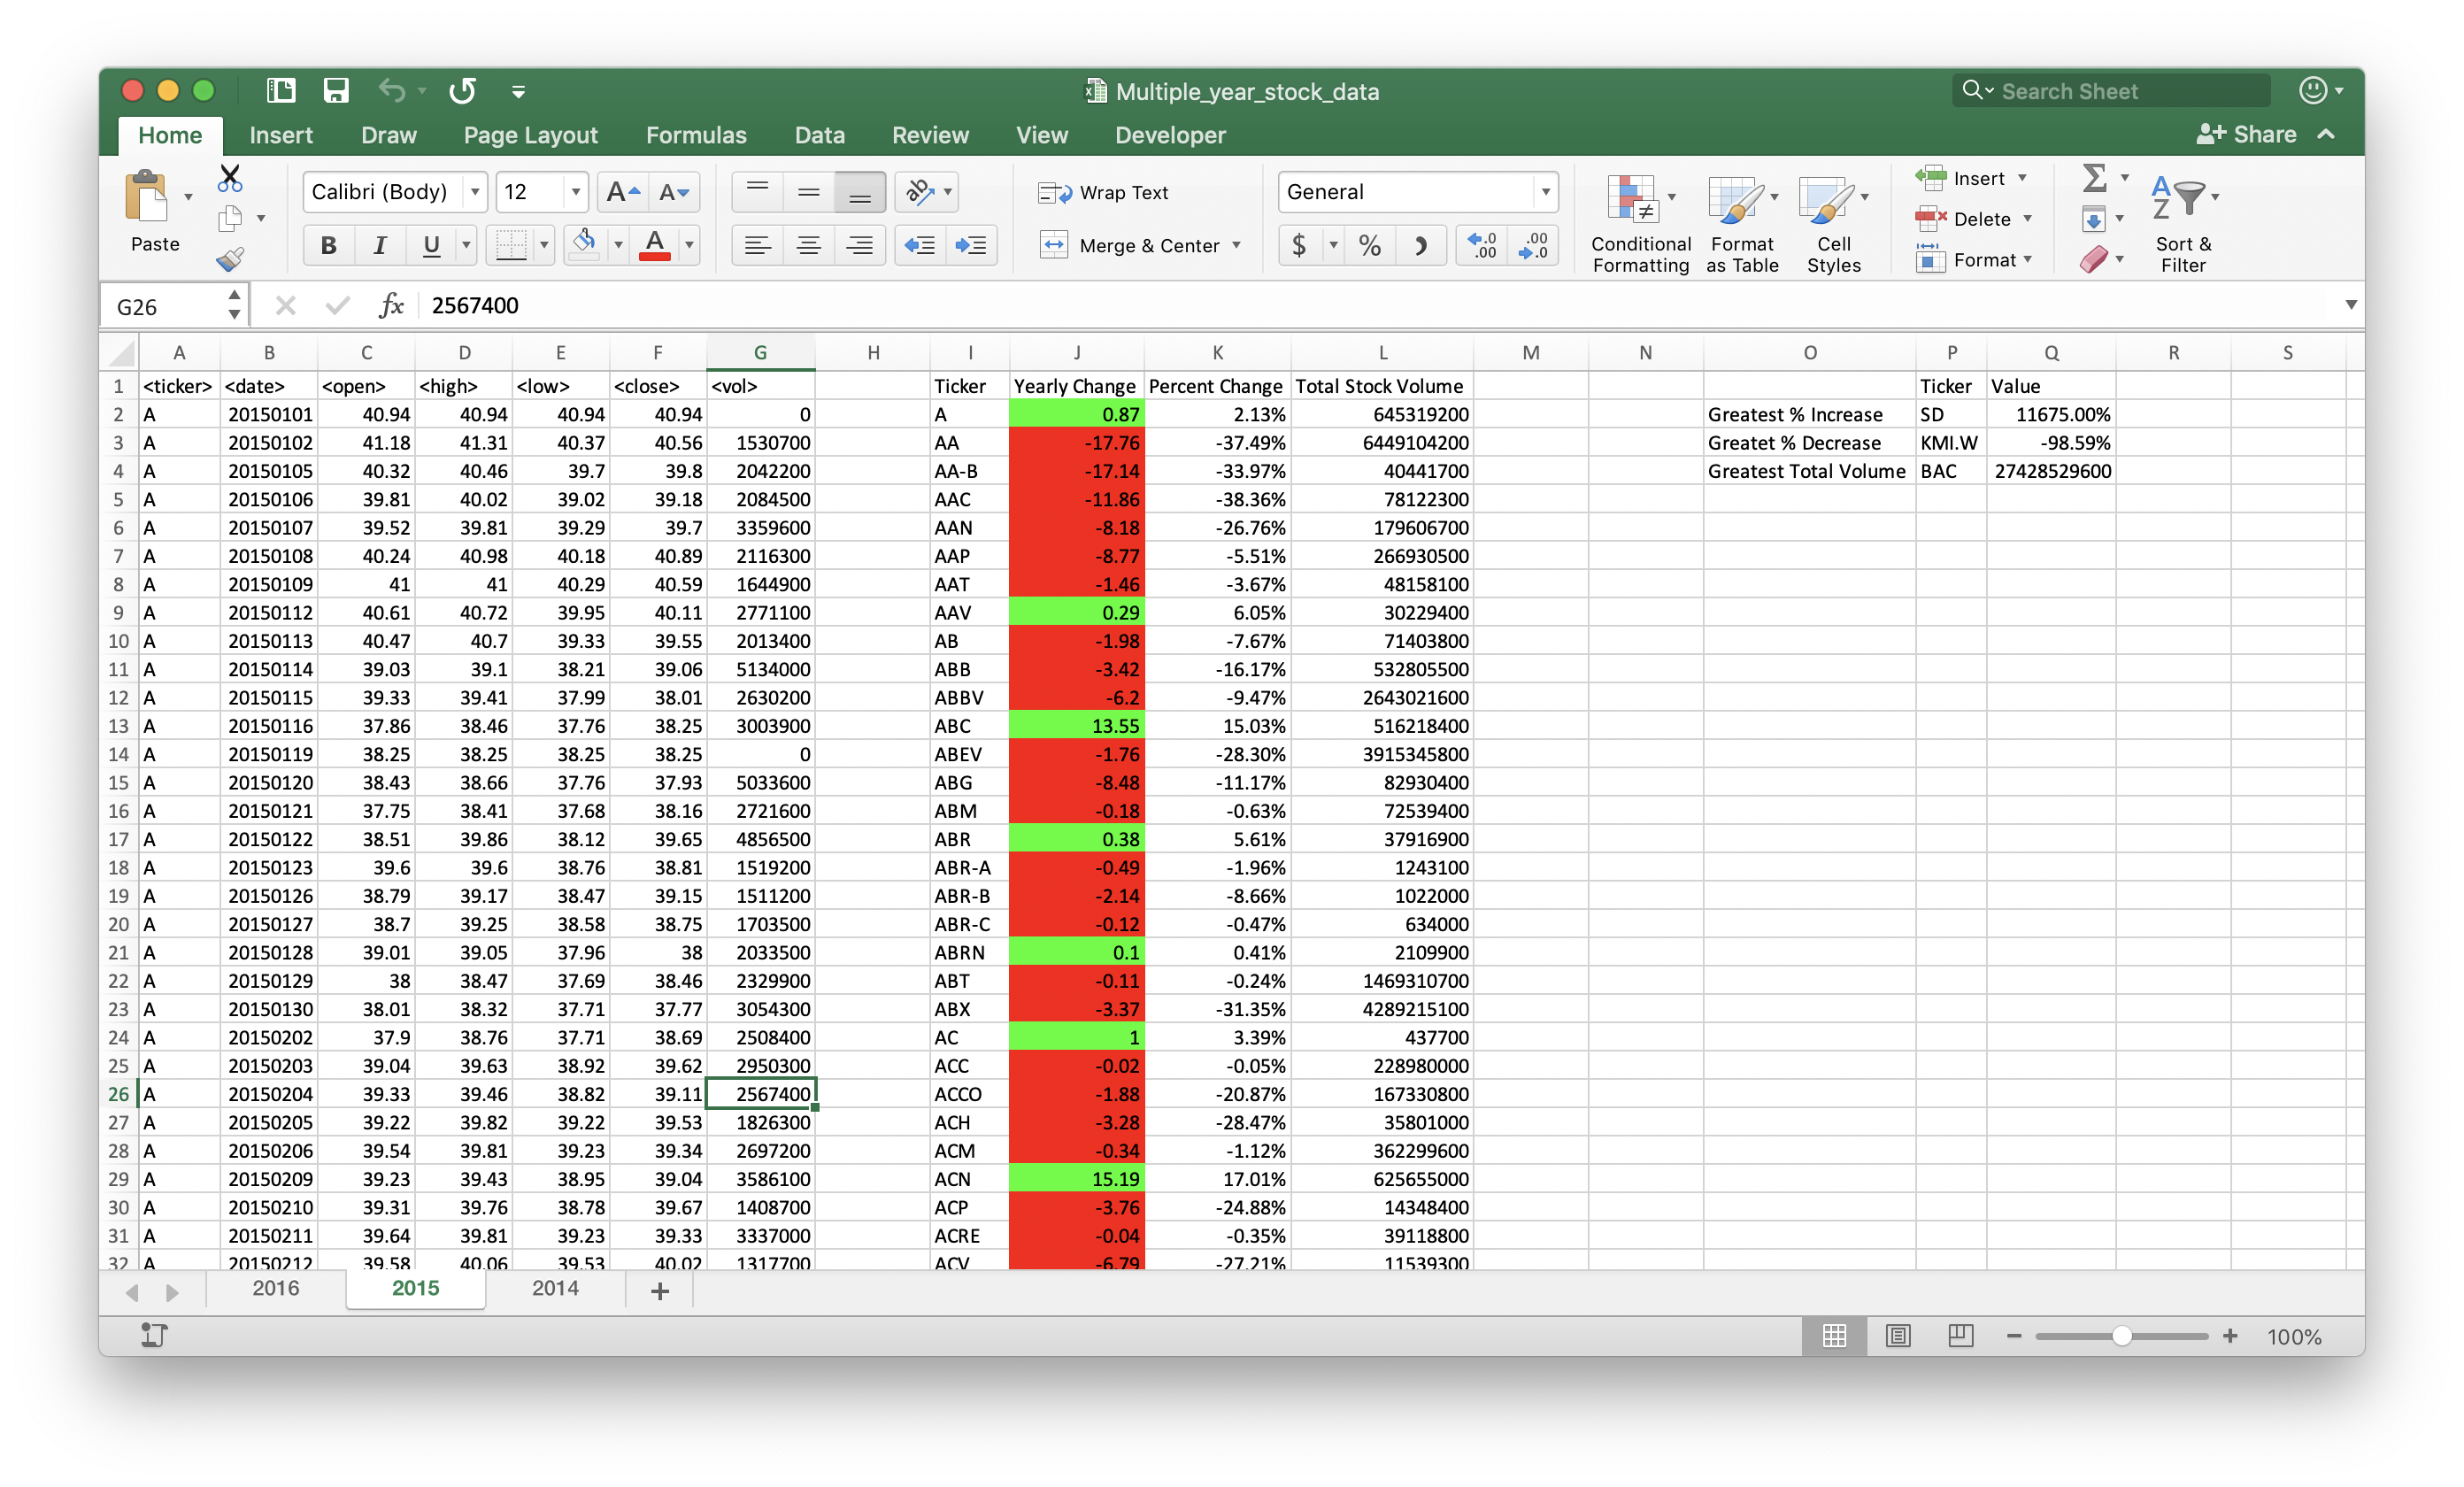 Multiple_year_stock_data
Search Sheet
Home Insert Draw Page Layout Formulas Data Review View Developer Share
Calibri (Body) 12 Wrap Text General Insert
Paste B I U Merge & Center $ % Conditional Formatting Format as Table Cell Styles Delete Format Sort & Filter
G26 fx 2567400
A B C D E F G H I J K L M N O P Q R S
1 <ticker> <date> <open> <high> <low> <close> <vol> Ticker Yearly Change Percent Change Total Stock Volume Ticker Value
2 A 20150101 40.94 40.94 40.94 40.94 0 A 0.87 2.13% 645319200 Greatest % Increase SD 11675.00%
3 A 20150102 41.18 41.31 40.37 40.56 1530700 AA -17.76 -37.49% 6449104200 Greatet % Decrease KMI.W -98.59%
4 A 20150105 40.32 40.46 39.7 39.8 2042200 AA-B -17.14 -33.97% 40441700 Greatest Total Volume BAC 27428529600
5 A 20150106 39.81 40.02 39.02 39.18 2084500 AAC -11.86 -38.36% 78122300
6 A 20150107 39.52 39.81 39.29 39.7 3359600 AAN -8.18 -26.76% 179606700
7 A 20150108 40.24 40.98 40.18 40.89 2116300 AAP -8.77 -5.51% 266930500
8 A 20150109 41 41 40.29 40.59 1644900 AAT -1.46 -3.67% 48158100
9 A 20150112 40.61 40.72 39.95 40.11 2771100 AAV 0.29 6.05% 30229400
10 A 20150113 40.47 40.7 39.33 39.55 2013400 AB -1.98 -7.67% 71403800
11 A 20150114 39.03 39.1 38.21 39.06 5134000 ABB -3.42 -16.17% 532805500
12 A 20150115 39.33 39.41 37.99 38.01 2630200 ABBV -6.2 -9.47% 2643021600
13 A 20150116 37.86 38.46 37.76 38.25 3003900 ABC 13.55 15.03% 516218400
14 A 20150119 38.25 38.25 38.25 38.25 0 ABEV -1.76 -28.30% 3915345800
15 A 20150120 38.43 38.66 37.76 37.93 5033600 ABG -8.48 -11.17% 82930400
16 A 20150121 37.75 38.41 37.68 38.16 2721600 ABM -0.18 -0.63% 72539400
17 A 20150122 38.51 39.86 38.12 39.65 4856500 ABR 0.38 5.61% 37916900
18 A 20150123 39.6 39.6 38.76 38.81 1519200 ABR-A -0.49 -1.96% 1243100
19 A 20150126 38.79 39.17 38.47 39.15 1511200 ABR-B -2.14 -8.66% 1022000
20 A 20150127 38.7 39.25 38.58 38.75 1703500 ABR-C -0.12 -0.47% 634000
21 A 20150128 39.01 39.05 37.96 38 2033500 ABRN 0.1 0.41% 2109900
22 A 20150129 38 38.47 37.69 38.46 2329900 ABT -0.11 -0.24% 1469310700
23 A 20150130 38.01 38.32 37.71 37.77 3054300 ABX -3.37 -31.35% 4289215100
24 A 20150202 37.9 38.76 37.71 38.69 2508400 AC 1 3.39% 437700
25 A 20150203 39.04 39.63 38.92 39.62 2950300 ACC -0.02 -0.05% 228980000
26 A 20150204 39.33 39.46 38.82 39.11 2567400 ACCO -1.88 -20.87% 167330800
27 A 20150205 39.22 39.82 39.22 39.53 1826300 ACH -3.28 -28.47% 35801000
28 A 20150206 39.54 39.81 39.23 39.34 2697200 ACM -0.34 -1.12% 362299600
29 A 20150209 39.23 39.43 38.95 39.04 3586100 ACN 15.19 17.01% 625655000
30 A 20150210 39.31 39.76 38.78 39.67 1408700 ACP -3.76 -24.88% 14348400
31 A 20150211 39.64 39.81 39.23 39.33 3337000 ACRE -0.04 -0.35% 39118800
32 A 20150212 39.58 40.06 39.53 40.02 1317700 ACV -6.79 -27.21% 11539300
2016 2015 2014 +
100%